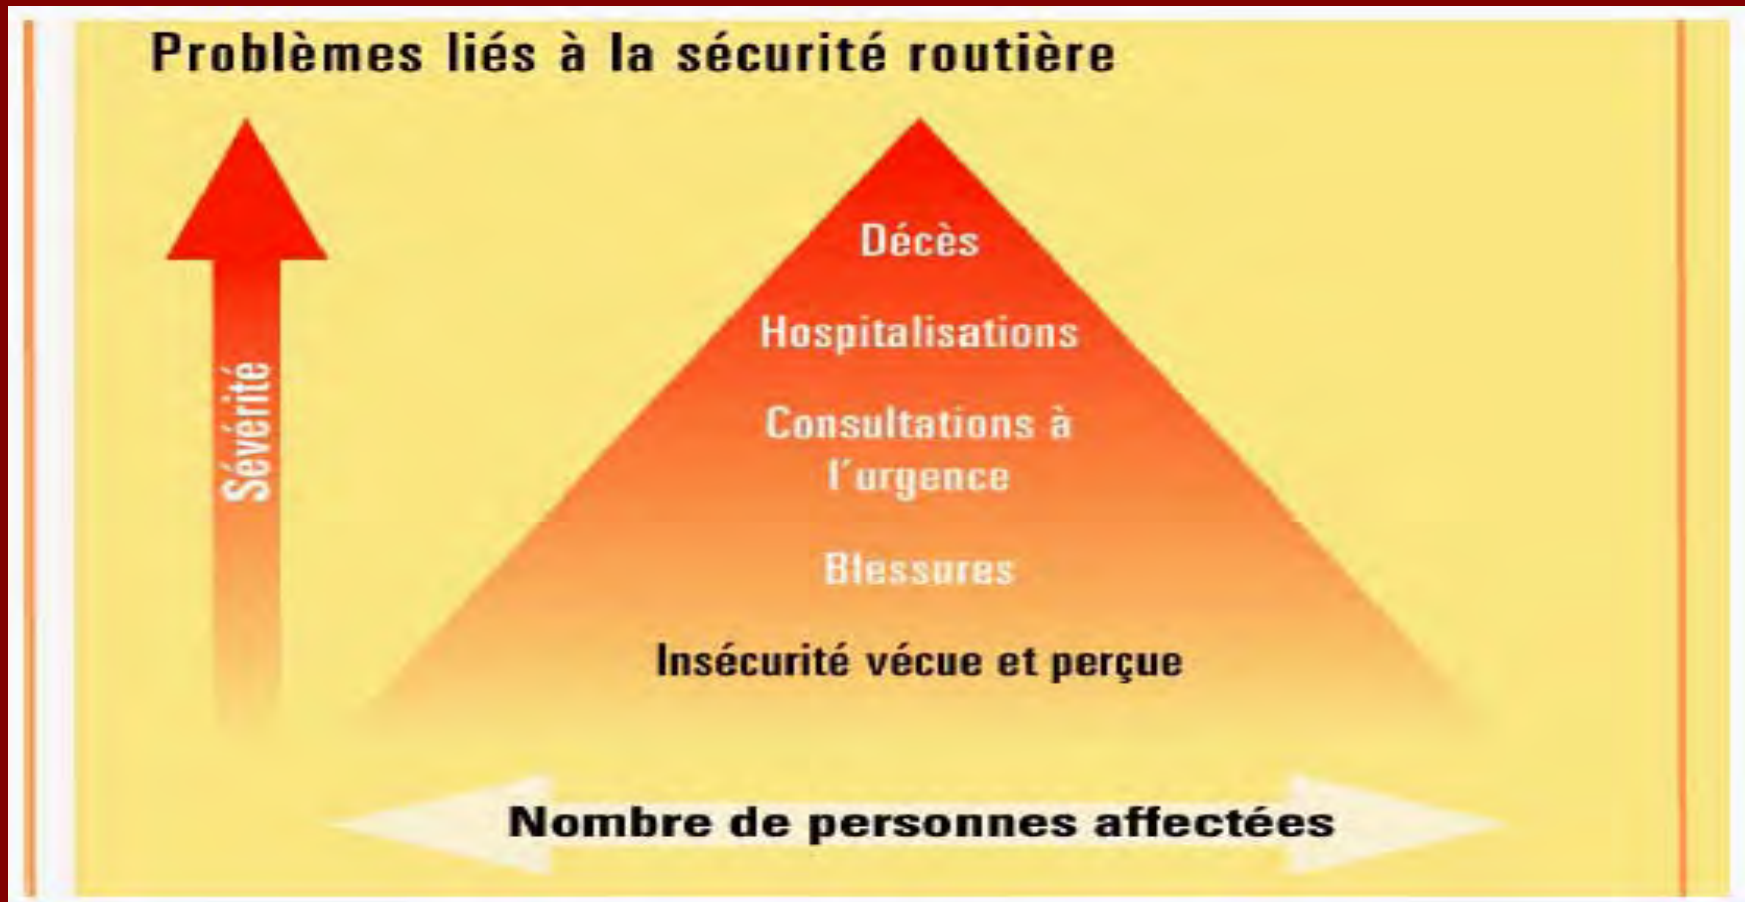 Problèmes liés à la sécurité routière
Sévérité
Décès
Hospitalisations
Consultations à
l'urgence
Blessures
Insécurité vécue et perçue
Nombre de personnes affectées